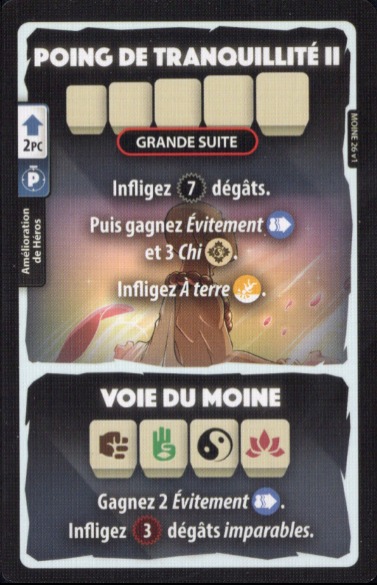 POING DE TRANQUILLITÉ II
GRANDE SUITE
2PC
P
Amélioration
de Héros
MOINE 26 v1
Infligez 7 dégâts.
Puis gagnez Évitement
et 3 Chi.
Infligez À terre.
VOIE DU MOINE
Gagnez 2 Évitement.
Infligez 3 dégâts imparables.